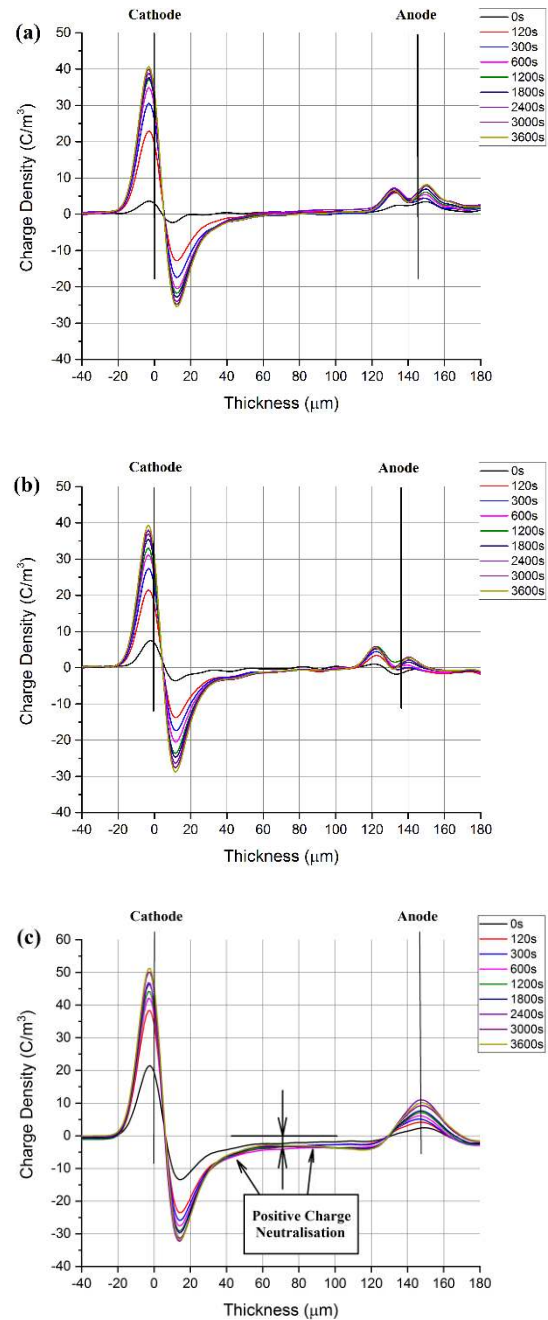 (a)
Cathode
Anode
0s
120s
300s
600s
1200s
1800s
2400s
3000s
3600s
50
40
30
20
10
0
-10
-20
-30
-40
Charge Density (C/m³)
-40 -20 0 20 40 60 80 100 120 140 160 180
Thickness (μm)
(b)
Cathode
Anode
0s
120s
300s
600s
1200s
1800s
2400s
3000s
3600s
50
40
30
20
10
0
-10
-20
-30
-40
Charge Density (C/m³)
-40 -20 0 20 40 60 80 100 120 140 160 180
Thickness (μm)
(c)
Cathode
Anode
0s
120s
300s
600s
1200s
1800s
2400s
3000s
3600s
60
50
40
30
20
10
0
-10
-20
-30
-40
Charge Density (C/m³)
Positive Charge
Neutralisation
-40 -20 0 20 40 60 80 100 120 140 160 180
Thickness (μm)